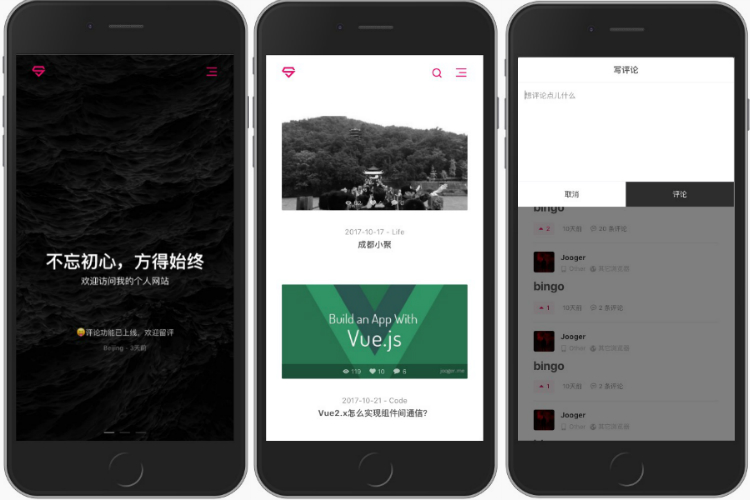 不忘初心，方得始终
欢迎访问我的个人网站
评论功能已上线，欢迎留评
Beijing - 3天前
2017-10-17 - Life
成都小聚
Build an App With
Vue.js
119 10 6 jooger.me
2017-10-21 - Code
Vue2.x怎么实现组件间通信?
写评论
想评论点儿什么
取消 评论
bingo
2 10天前 条评论
Jooger
Other
bingo
1 10天前 2 条评论
Jooger
Other
bingo
1 10天前 2 条评论
Jooger
Other